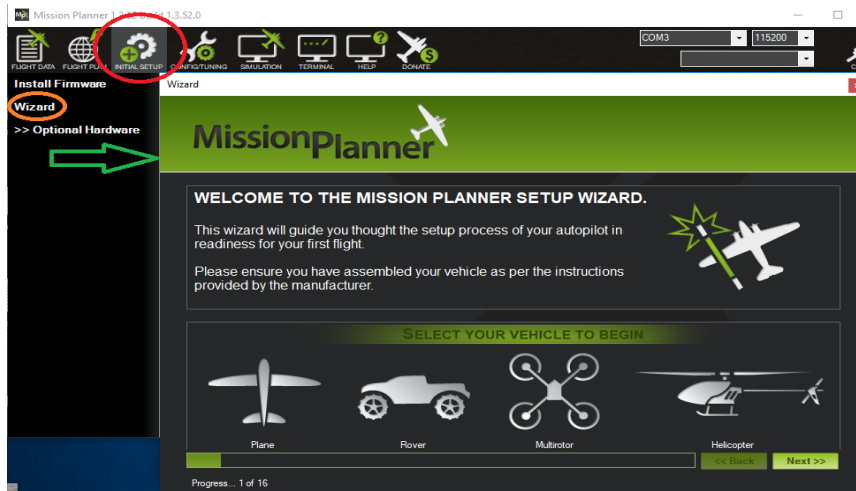 Mission Planner 1.3.52 build 1.3.52.0
COM3
115200
FLIGHT DATA
FLIGHT PLAN
INITIAL SETUP
CONFIG/TUNING
SIMULATION
TERMINAL
HELP
DONATE
Install Firmware
Wizard
>> Optional Hardware
Wizard
MissionPlanner
WELCOME TO THE MISSION PLANNER SETUP WIZARD.
This wizard will guide you thought the setup process of your autopilot in
readiness for your first flight.
Please ensure you have assembled your vehicle as per the instructions
provided by the manufacturer.
SELECT YOUR VEHICLE TO BEGIN
Plane
Rover
Multirotor
Helicopter
<< Back
Next >>
Progress... 1 of 16